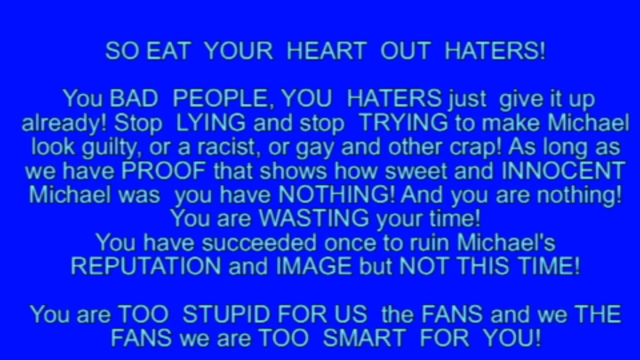 SO EAT YOUR HEART OUT HATERS!
You BAD PEOPLE, YOU HATERS just give it up
already! Stop LYING and stop TRYING to make Michael
look guilty, or a racist, or gay and other crap! As long as
we have PROOF that shows how sweet and INNOCENT
Michael was you have NOTHING! And you are nothing!
You are WASTING your time!
You have succeeded once to ruin Michael's
REPUTATION and IMAGE but NOT THIS TIME!
You are TOO STUPID FOR US the FANS and we THE
FANS we are TOO SMART FOR YOU!